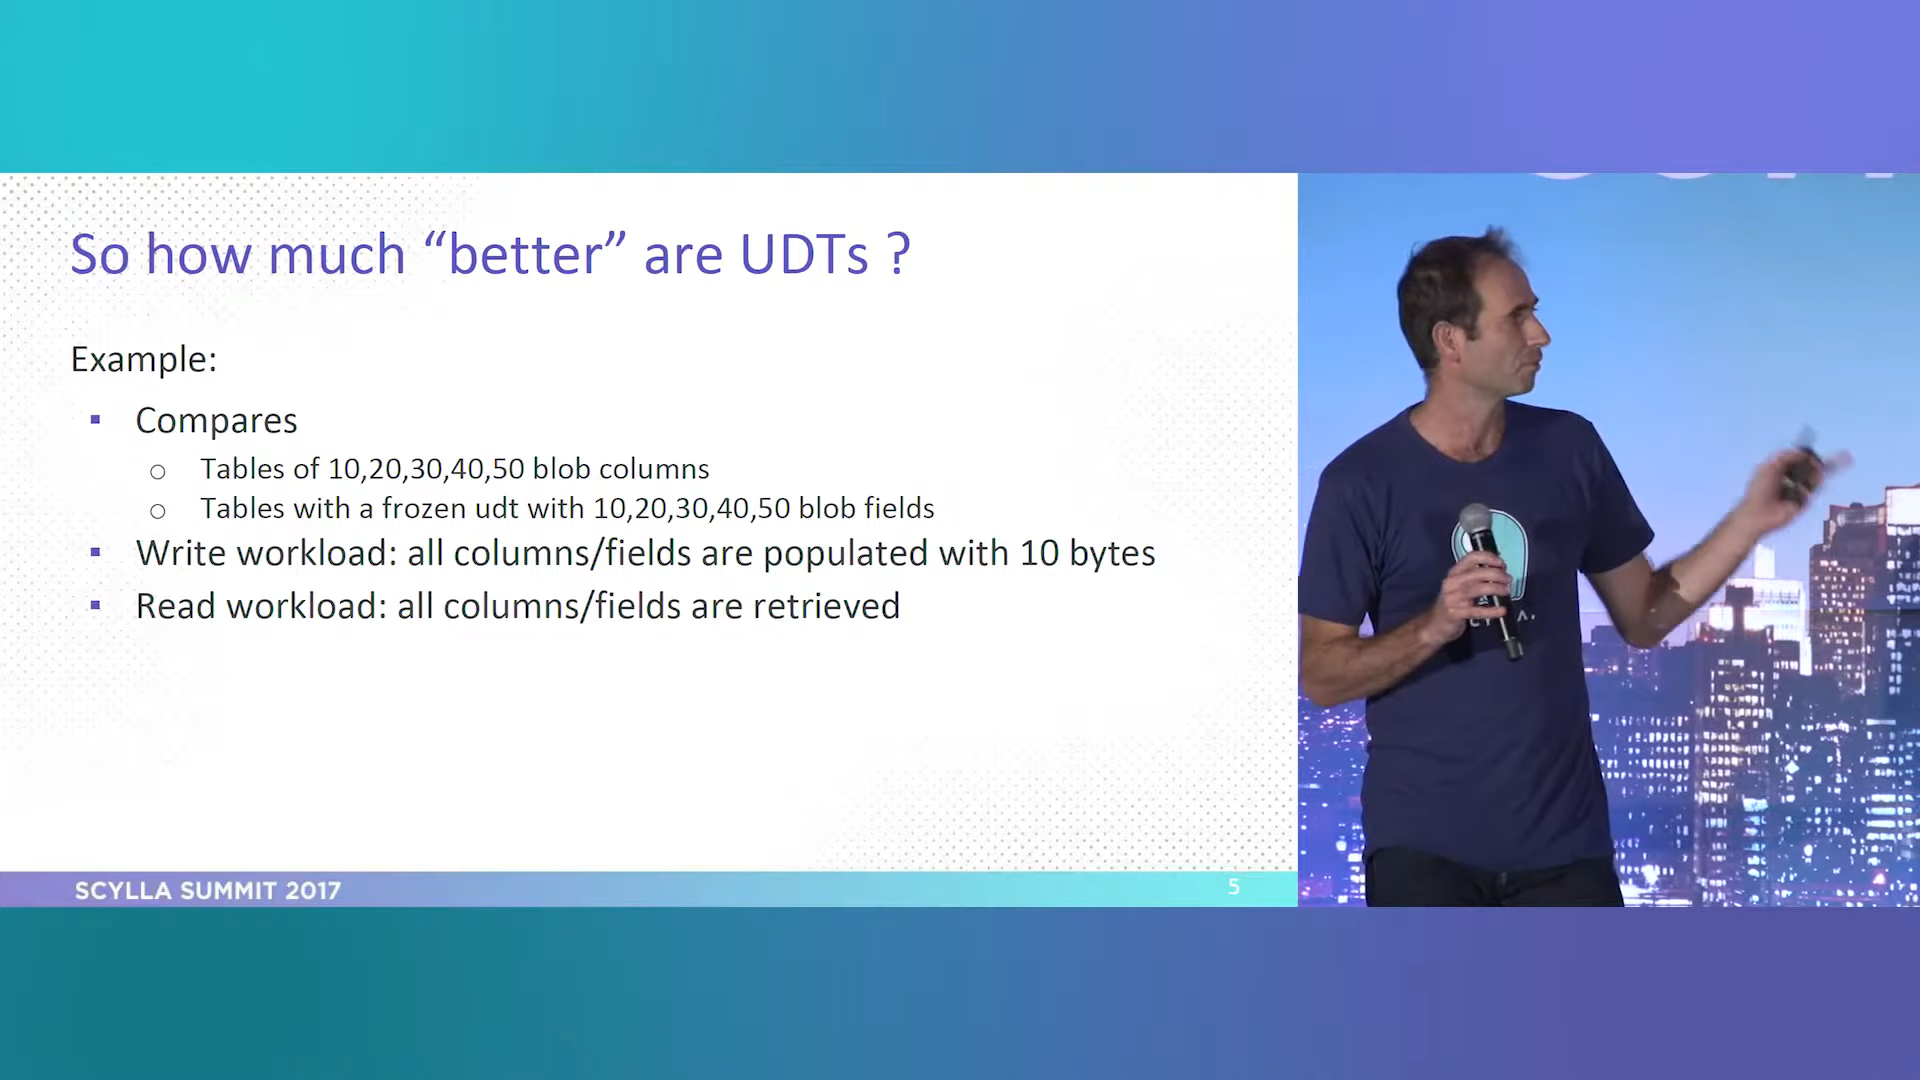 So how much “better” are UDTs ?
Example:
▪ Compares
○ Tables of 10,20,30,40,50 blob columns
○ Tables with a frozen udt with 10,20,30,40,50 blob fields
▪ Write workload: all columns/fields are populated with 10 bytes
▪ Read workload: all columns/fields are retrieved
SCYLLA SUMMIT 2017
5